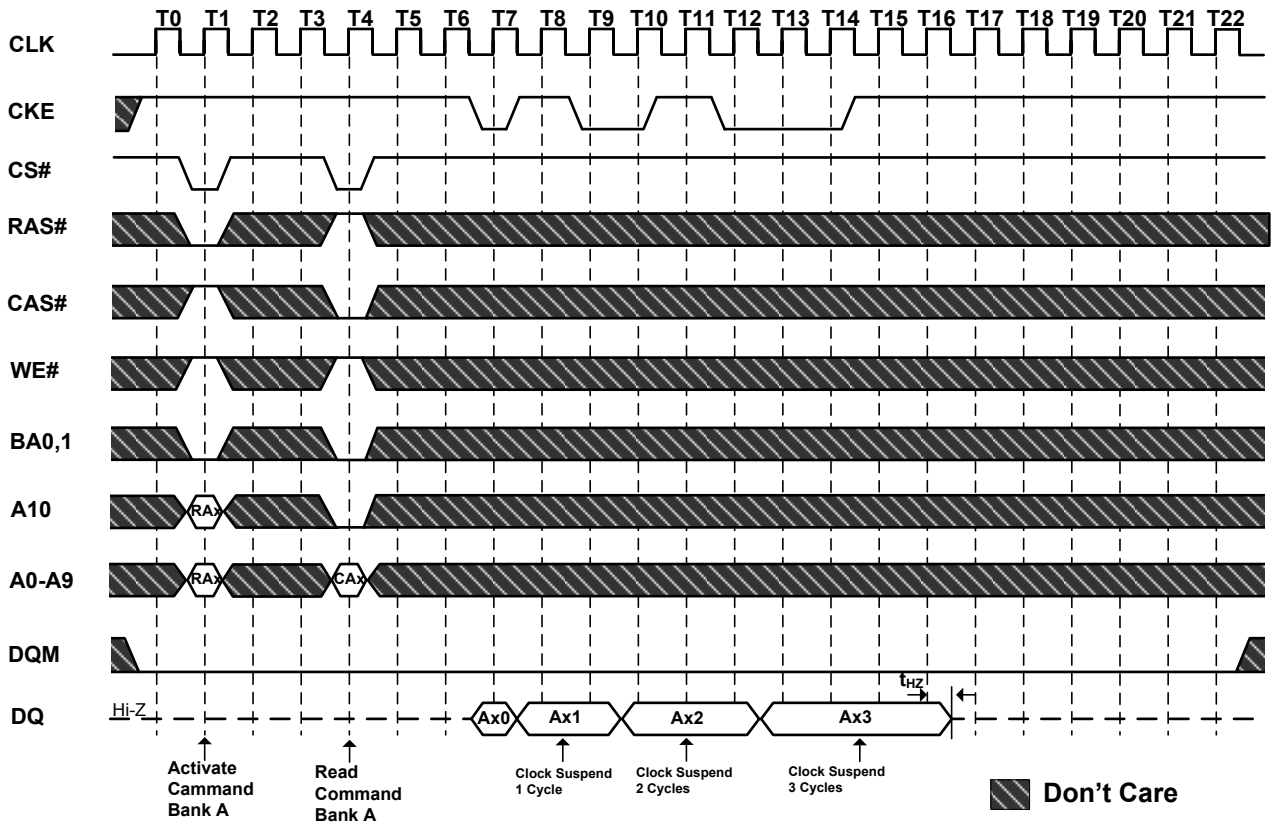 T0 T1 T2 T3 T4 T5 T6 T7 T8 T9 T10 T11 T12 T13 T14 T15 T16 T17 T18 T19 T20 T21 T22
CLK
CKE
CS#
RAS#
CAS#
WE#
BA0,1
A10 RAx
A0-A9 RAx CAx
DQM
tHZ
DQ Hi-Z Ax0 Ax1 Ax2 Ax3
Activate
Cammand
Bank A
Read
Command
Bank A
Clock Suspend
1 Cycle
Clock Suspend
2 Cycles
Clock Suspend
3 Cycles
Don't Care